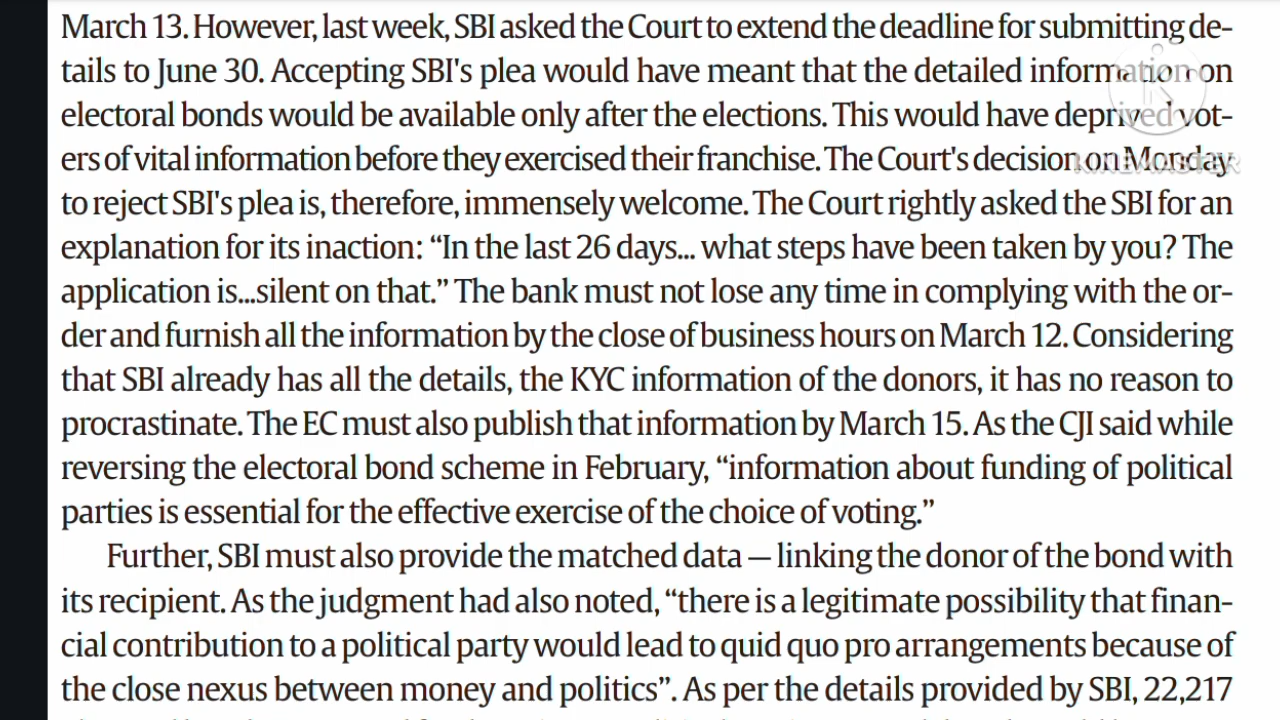 March 13. However, last week, SBI asked the Court to extend the deadline for submitting de-
tails to June 30. Accepting SBI's plea would have meant that the detailed information on
electoral bonds would be available only after the elections. This would have deprived vot-
ers of vital information before they exercised their franchise. The Court's decision on Monday
to reject SBI's plea is, therefore, immensely welcome. The Court rightly asked the SBI for an
explanation for its inaction: “In the last 26 days... what steps have been taken by you? The
application is...silent on that.” The bank must not lose any time in complying with the or-
der and furnish all the information by the close of business hours on March 12. Considering
that SBI already has all the details, the KYC information of the donors, it has no reason to
procrastinate. The EC must also publish that information by March 15. As the CJI said while
reversing the electoral bond scheme in February, “information about funding of political
parties is essential for the effective exercise of the choice of voting.”
Further, SBI must also provide the matched data — linking the donor of the bond with
its recipient. As the judgment had also noted, “there is a legitimate possibility that finan-
cial contribution to a political party would lead to quid quo pro arrangements because of
the close nexus between money and politics”. As per the details provided by SBI, 22,217
KINEMASTER